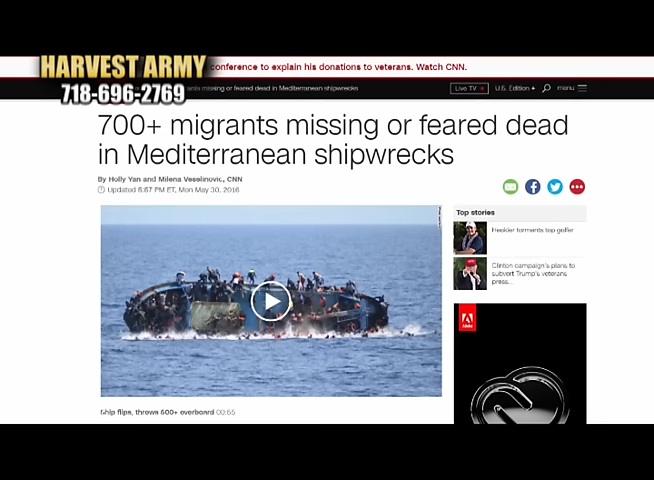 HARVEST ARMY
718-696-2769
conference to explain his donations to veterans. Watch CNN.
missing or feared dead in Mediterranean shipwrecks
Live TV
U.S. Edition +
menu
700+ migrants missing or feared dead
in Mediterranean shipwrecks
By Holly Yan and Milena Veselinovic, CNN
Updated 5:57 PM ET, Mon May 30, 2016
Top stories
Heckler torments top golfer
Clinton campaign's plans to
subvert Trump's veterans
press...
Adobe
Ship flips, throws 500+ overboard 00:55